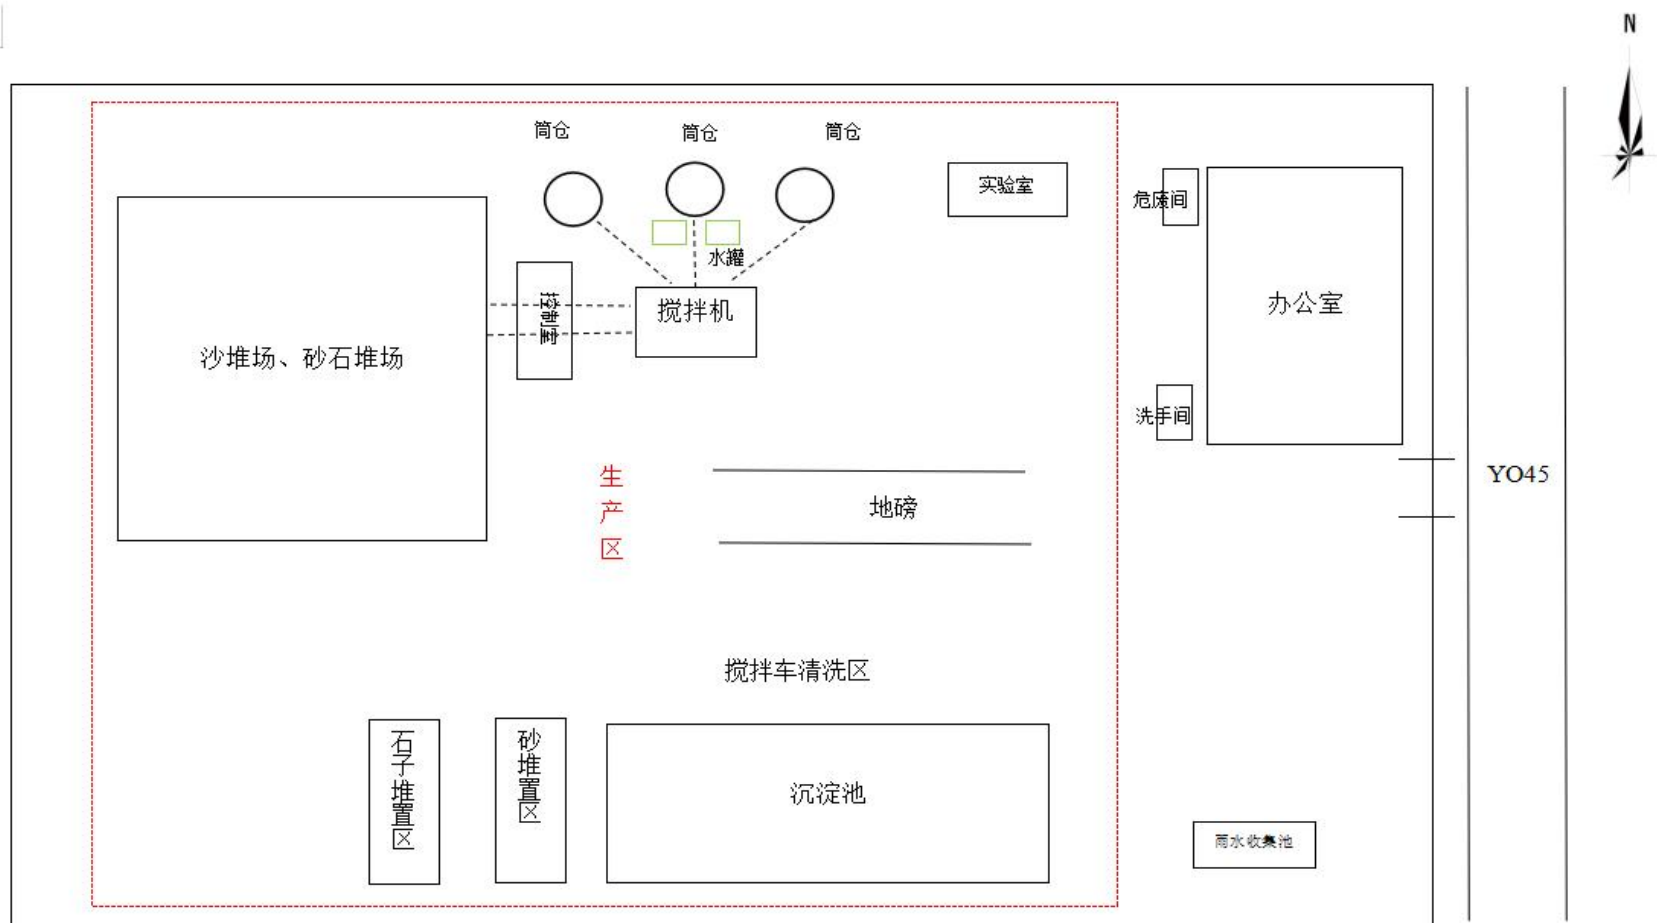 N
筒仓
筒仓
筒仓
实验室
危废间
水罐
控制室
搅拌机
办公室
沙堆场、砂石堆场
洗手间
生产区
地磅
YO45
搅拌车清洗区
石子堆置区
砂堆置区
沉淀池
雨水收集池